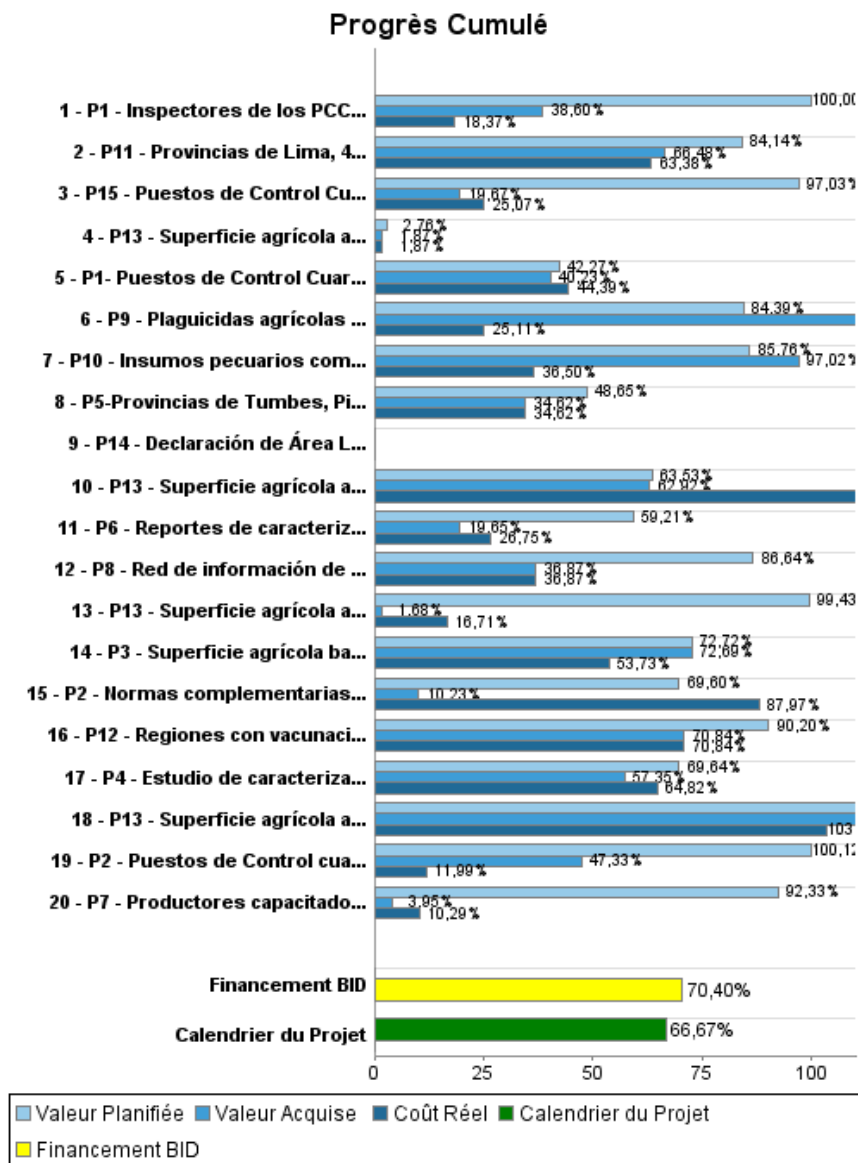 Progrès Cumulé
1 - P1 - Inspectores de los PCC...
100,00
38,60%
18,37%
2 - P11 - Provincias de Lima, 4...
84,14%
66,48%
63,38%
3 - P15 - Puestos de Control Cu...
97,03%
19,67%
25,07%
4 - P13 - Superficie agrícola a...
2,76%
1,87%
1,87%
5 - P1- Puestos de Control Cuar...
42,27%
40,23%
44,39%
6 - P9 - Plaguicidas agrícolas ...
84,39%
25,11%
7 - P10 - Insumos pecuarios com...
85,76%
97,02%
36,50%
8 - P5-Provincias de Tumbes, Pi...
48,65%
34,62%
34,62%
9 - P14 - Declaración de Área L...
10 - P13 - Superficie agrícola a...
63,53%
62,92%
11 - P6 - Reportes de caracteriz...
59,21%
19,65%
26,75%
12 - P8 - Red de información de ...
86,64%
36,87%
36,87%
13 - P13 - Superficie agrícola a...
99,43
1,68%
16,71%
14 - P3 - Superficie agrícola ba...
72,72%
72,69%
53,73%
15 - P2 - Normas complementarias...
69,60%
10,23%
87,97%
16 - P12 - Regiones con vacunaci...
90,20%
70,84%
70,84%
17 - P4 - Estudio de caracteriza...
69,64%
57,35%
64,82%
18 - P13 - Superficie agrícola a...
103
19 - P2 - Puestos de Control cua...
100,12
47,33%
11,99%
20 - P7 - Productores capacitado...
92,33%
3,95%
10,29%
Financement BID
70,40%
Calendrier du Projet
66,67%
0 25 50 75 100
Valeur Planifiée Valeur Acquise Coût Réel Calendrier du Projet
Financement BID